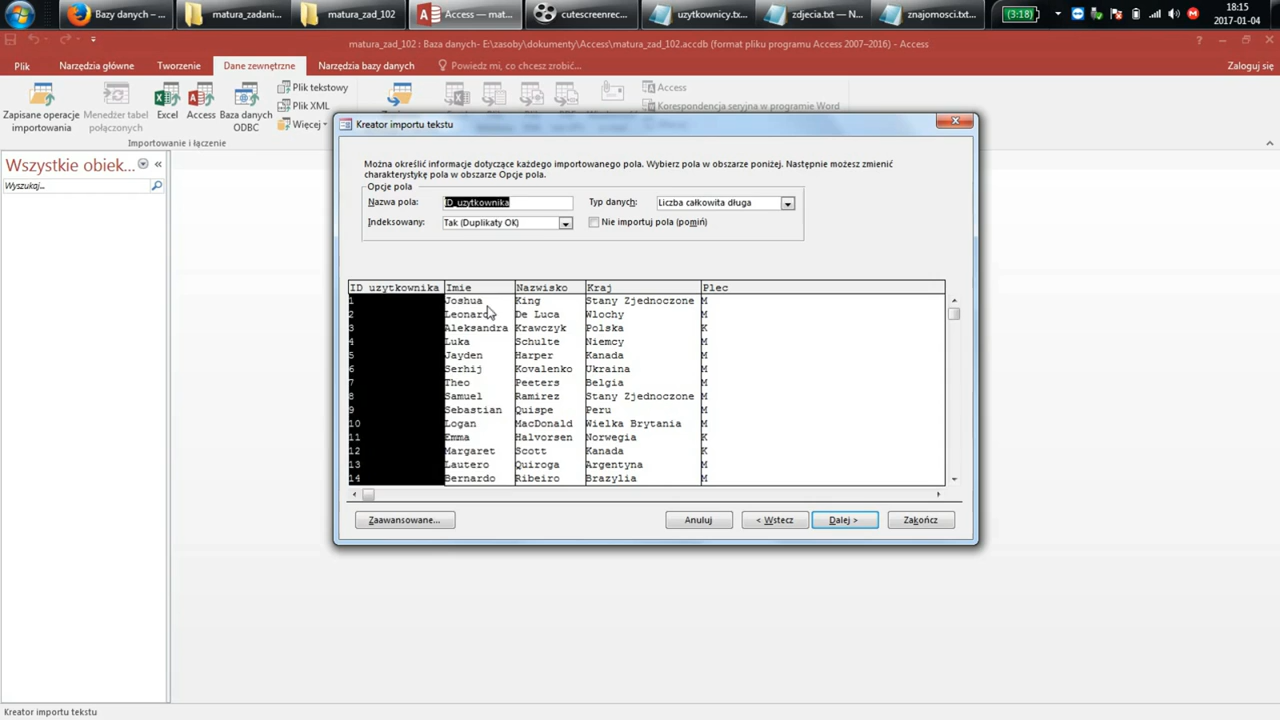 Bazy danych – ...
matura_zadani...
matura_zad_102
Access — mat...
cutescreenrec...
uzytkownicy.tx...
zdjecia.txt — N...
znajomosci.txt...
(3:18)
18:15
2017-01-04
matura_zad_102 : Baza danych- E:\zasoby\dokumenty\Access\matura_zad_102.accdb (format pliku programu Access 2007–2016) - Access
Plik
Narzędzia główne
Tworzenie
Dane zewnętrzne
Narzędzia bazy danych
Powiedz mi, co chcesz zrobić...
Zaloguj się
Zapisane operacje importowania
Menedżer tabel połączonych
Excel
Access
Baza danych ODBC
Plik tekstowy
Plik XML
Więcej
Access
Korespondencja seryjna w programie Word
Importowanie i łączenie
Wszystkie obiek...
Wyszukaj...
Kreator importu tekstu
Można określić informacje dotyczące każdego importowanego pola. Wybierz pola w obszarze poniżej. Następnie możesz zmienić
charakterystykę pola w obszarze Opcje pola.
Opcje pola
Nazwa pola: ID_uzytkownika Typ danych: Liczba całkowita długa
Indeksowany: Tak (Duplikaty OK) Nie importuj pola (pomiń)
ID_uzytkownika Imie Nazwisko Kraj Plec
1 Joshua King Stany Zjednoczone M
2 Leonardo De Luca Wlochy M
3 Aleksandra Krawczyk Polska K
4 Luka Schulte Niemcy M
5 Jayden Harper Kanada M
6 Serhij Kovalenko Ukraina M
7 Theo Peeters Belgia M
8 Samuel Ramirez Stany Zjednoczone M
9 Sebastian Quispe Peru M
10 Logan MacDonald Wielka Brytania M
11 Emma Halvorsen Norwegia K
12 Margaret Scott Kanada K
13 Lautero Quiroga Argentyna M
14 Bernardo Ribeiro Brazylia M
Zaawansowane...
Anuluj
< Wstecz
Dalej >
Zakończ
Kreator importu tekstu